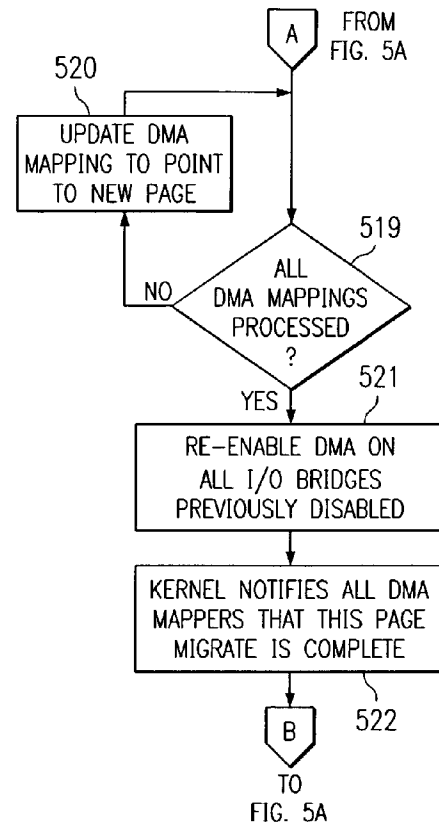 A
FROM
FIG. 5A
520
UPDATE DMA
MAPPING TO POINT
TO NEW PAGE
519
ALL
DMA MAPPINGS
PROCESSED
?
NO
YES
521
RE-ENABLE DMA ON
ALL I/O BRIDGES
PREVIOUSLY DISABLED
KERNEL NOTIFIES ALL DMA
MAPPERS THAT THIS PAGE
MIGRATE IS COMPLETE
522
B
TO
FIG. 5A